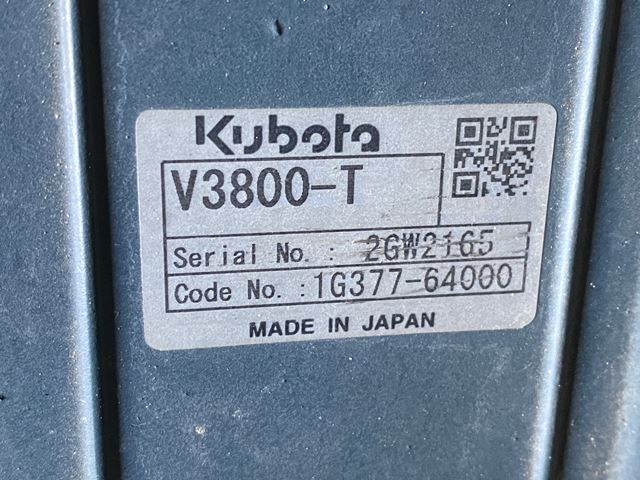 Kubota
V3800-T
Serial No. : 2GW2165
Code No. :1G377-64000
MADE IN JAPAN